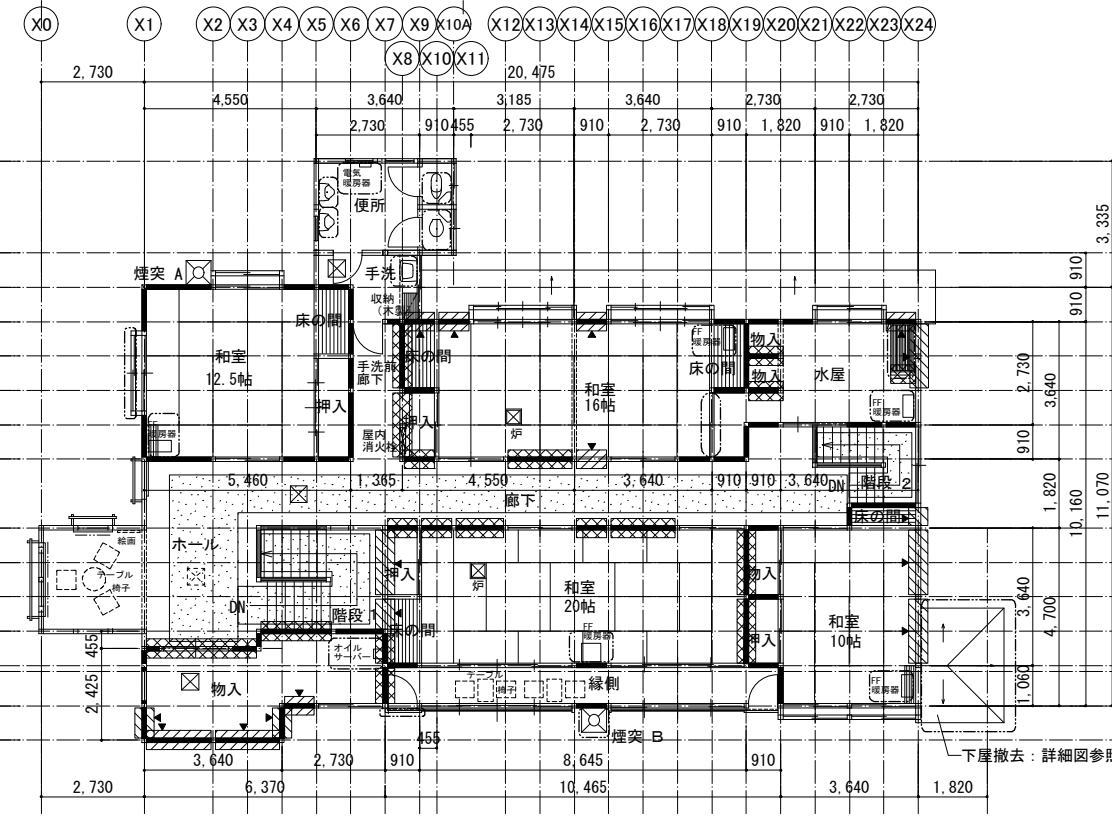 X0
X1
X2
X3
X4
X5
X6
X7
X9
X10A
X12
X13
X14
X15
X16
X17
X18
X19
X20
X21
X22
X23
X24
X8
X10
X11
2,730
20,475
4,550
3,640
3,185
3,640
2,730
2,730
2,730
910
455
2,730
910
2,730
910
1,820
910
1,820
電気
暖房器
便所
3,335
煙突 A
手洗
910
収納
(木製)
910
床の間
和室
12.5帖
手洗前
廊下
床の間
和室
16帖
FF
暖房器
床の間
物入
物入
水屋
2,730
3,640
押入
押入
炉
FF
暖房器
FF
暖房器
屋内
消火栓
910
5,460
1,365
4,550
3,640
910
910
3,640
DN
階段 2
廊下
床の間
1,820
10,160
11,070
絵画
ホール
テーブル
椅子
押入
炉
和室
20帖
物入
DN
階段 1
床の間
和室
10帖
3,640
4,700
455
オイル
サーバー
FF
暖房器
押入
2,425
物入
テーブル
椅子
縁側
FF
暖房器
1,060
455
煙突 B
下屋撤去：詳細図参照
3,640
2,730
910
8,645
910
2,730
6,370
10,465
3,640
1,820